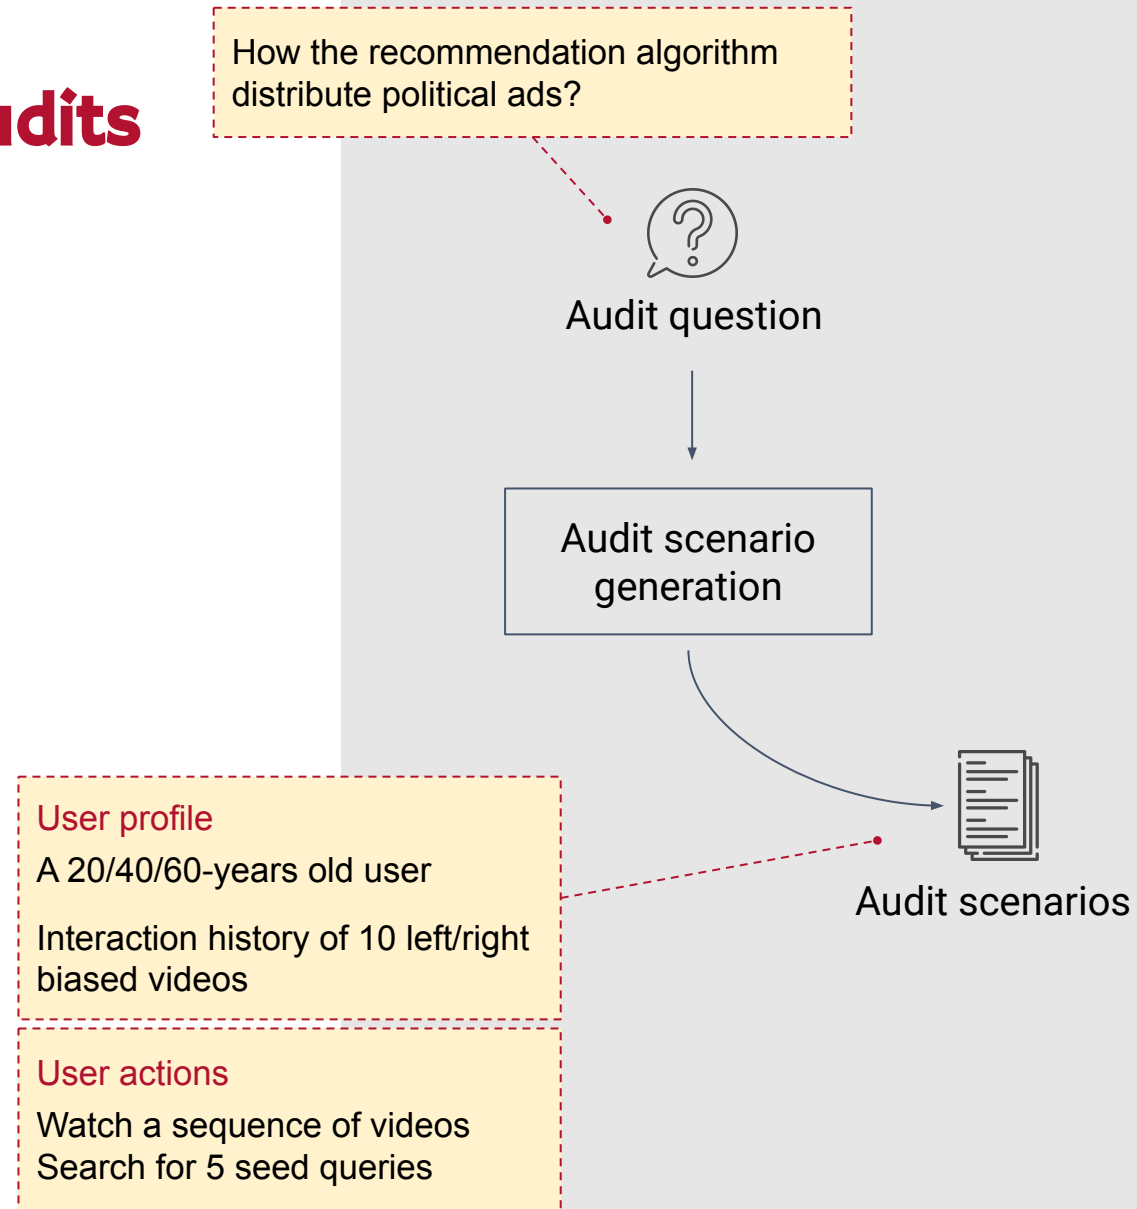 How the recommendation algorithm
distribute political ads?
Audit question
Audit scenario
generation
User profile
A 20/40/60-years old user
Interaction history of 10 left/right
biased videos
Audit scenarios
User actions
Watch a sequence of videos
Search for 5 seed queries